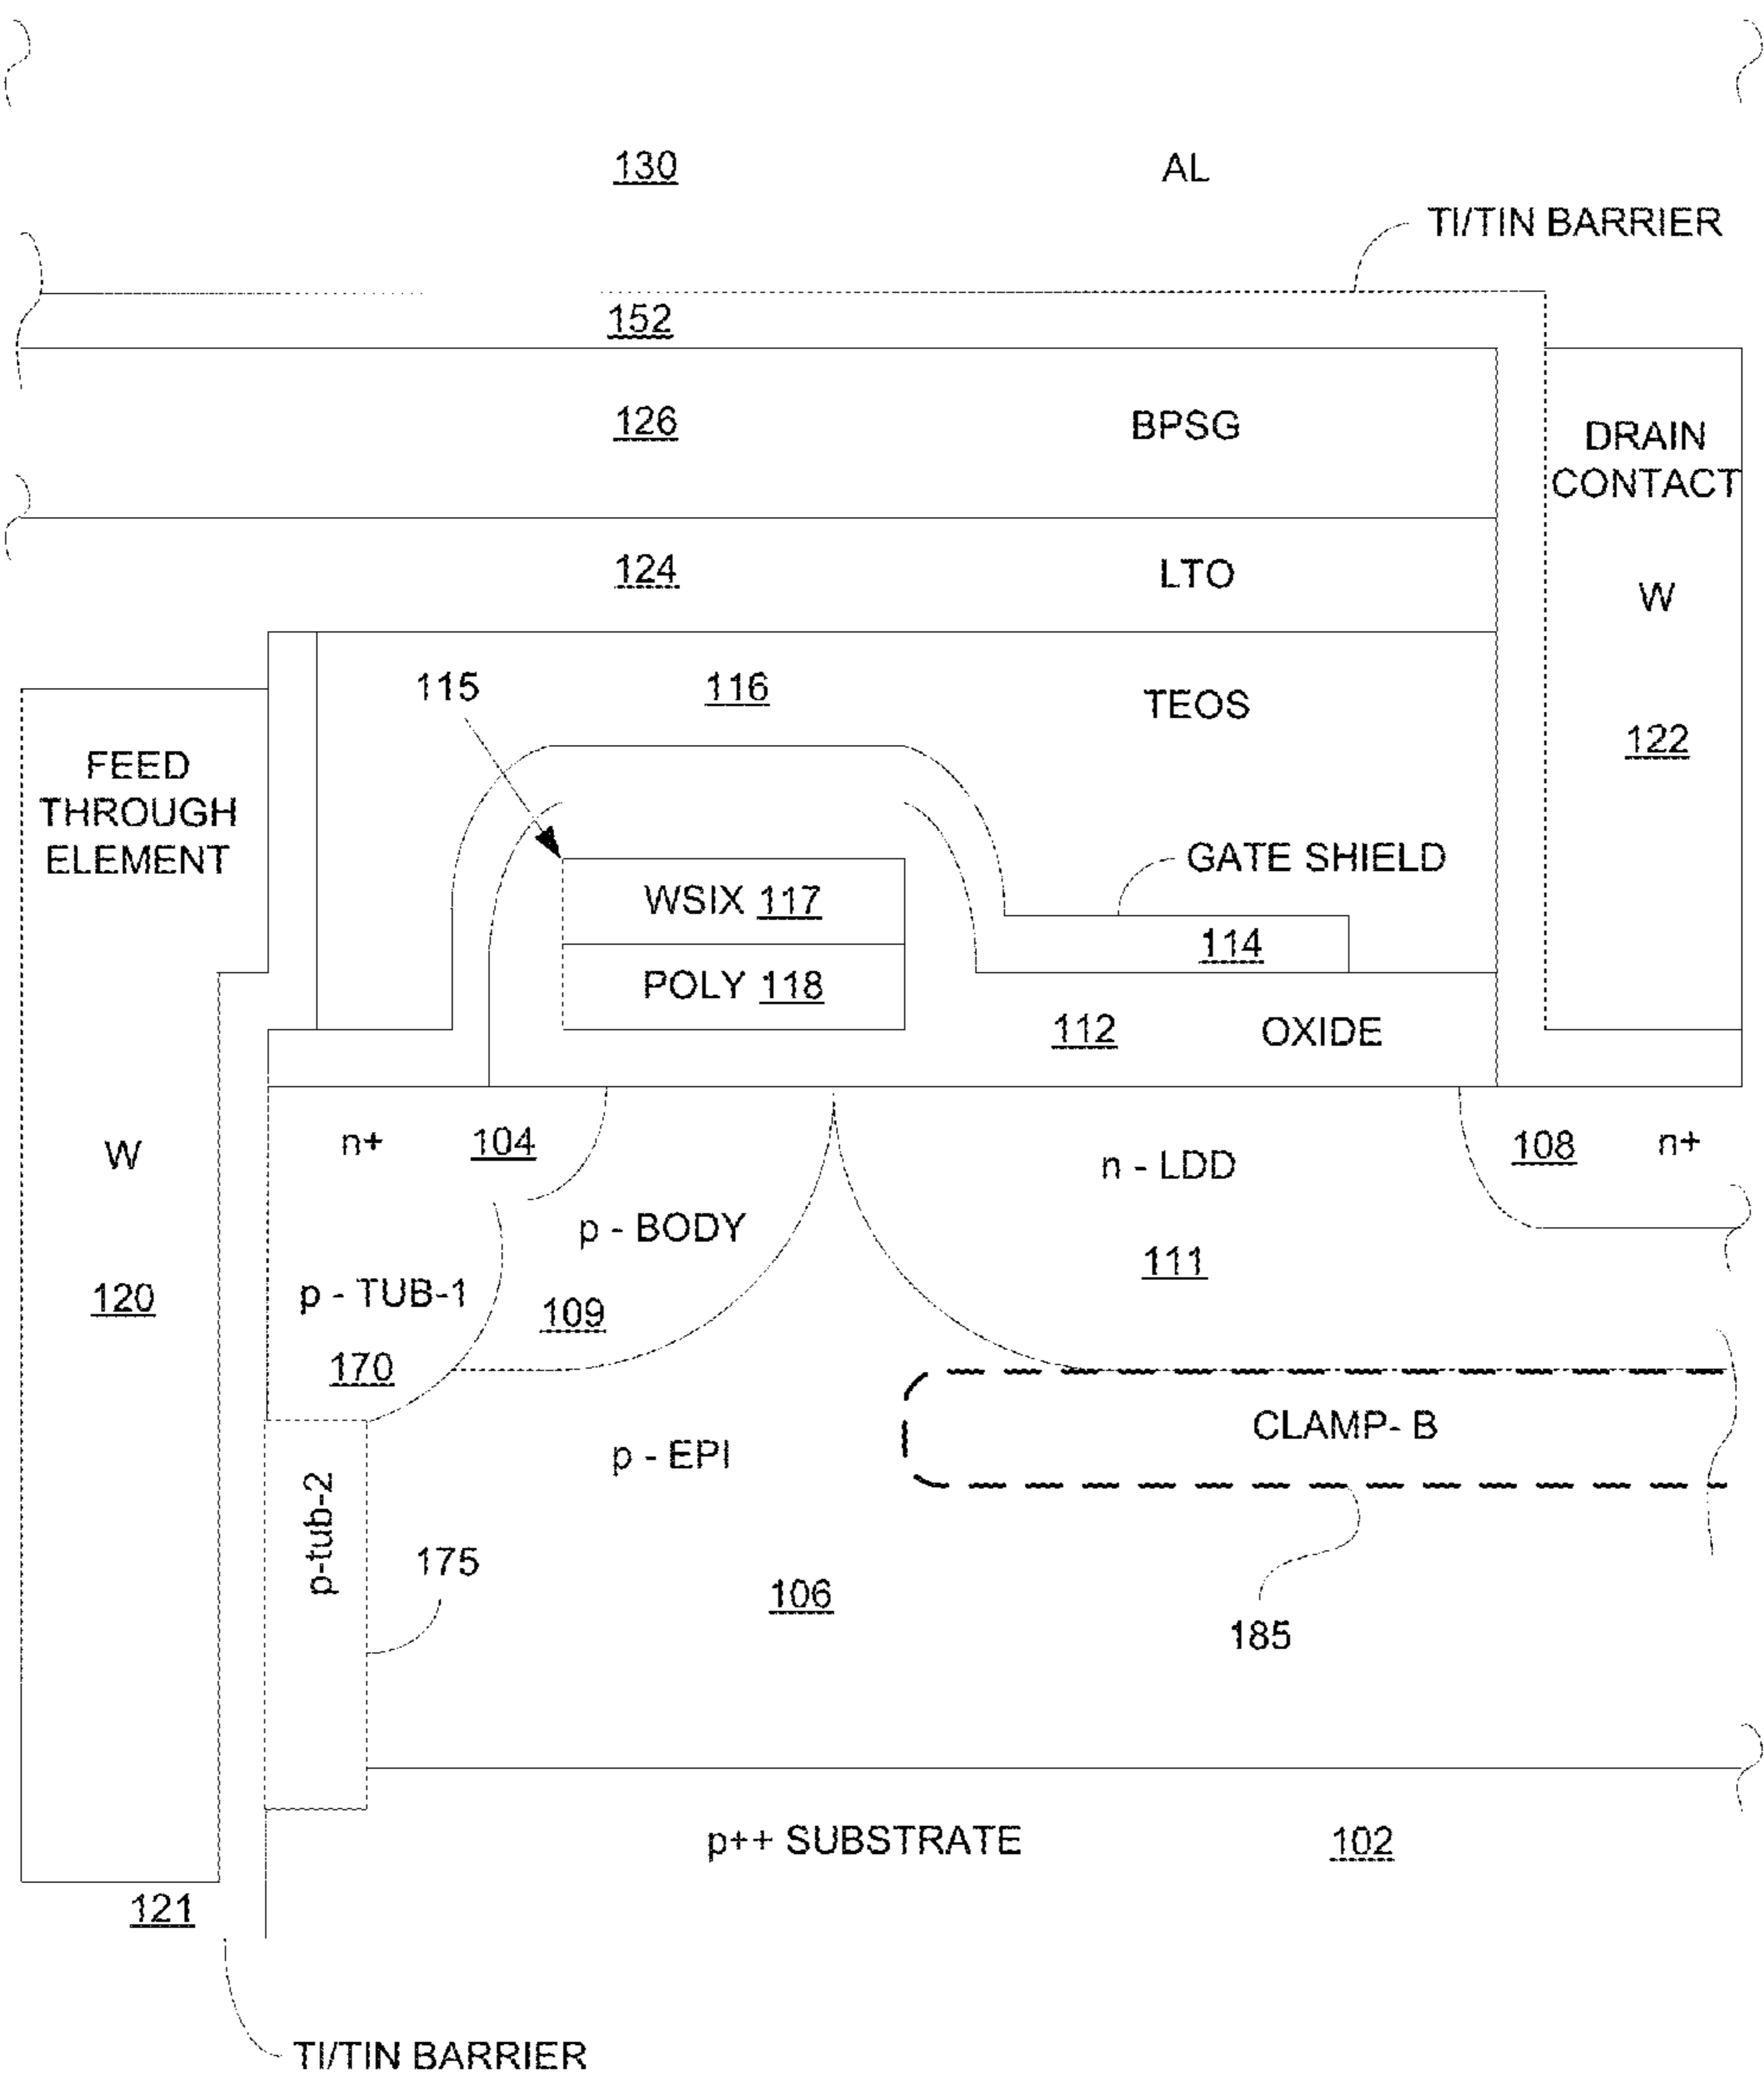 130 AL
TI/TIN BARRIER
152
126 BPSG
DRAIN
CONTACT
124 LTO
W
115 116 TEOS
122
FEED
THROUGH
ELEMENT
GATE SHIELD
WSIX 117
114
POLY 118
112 OXIDE
W
n+ 104
n - LDD
108 n+
p - BODY
111
120
p - TUB-1
109
170
CLAMP- B
p - EPI
p-tub-2
175
106
185
p++ SUBSTRATE 102
121
TI/TIN BARRIER